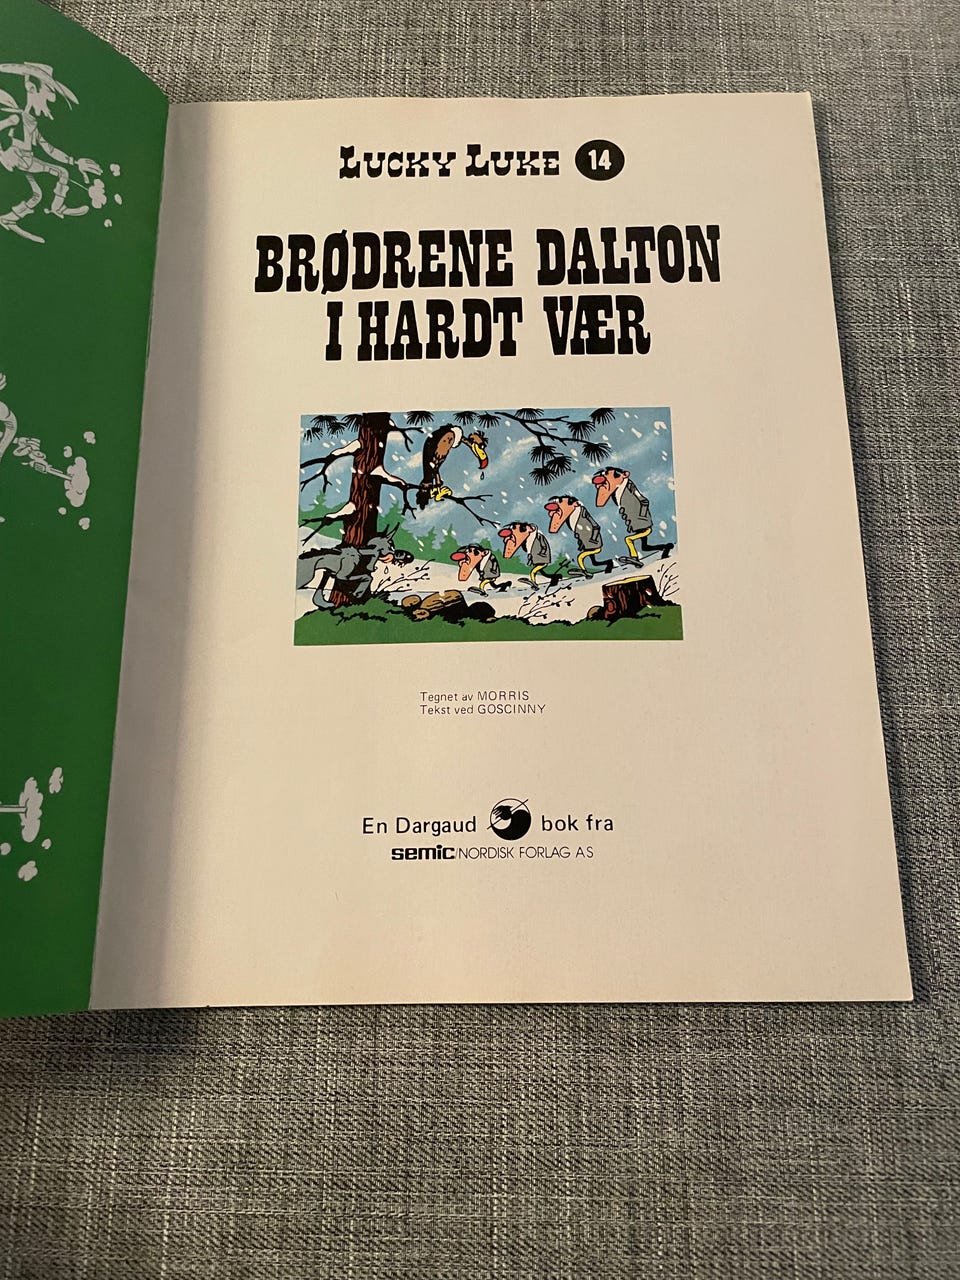 LUCKY LUKE 14
BRØDRENE DALTON
I HARDT VÆR
Tegnet av MORRIS
Tekst ved GOSCINNY
En Dargaud bok fra
semic/NORDISK FORLAG AS